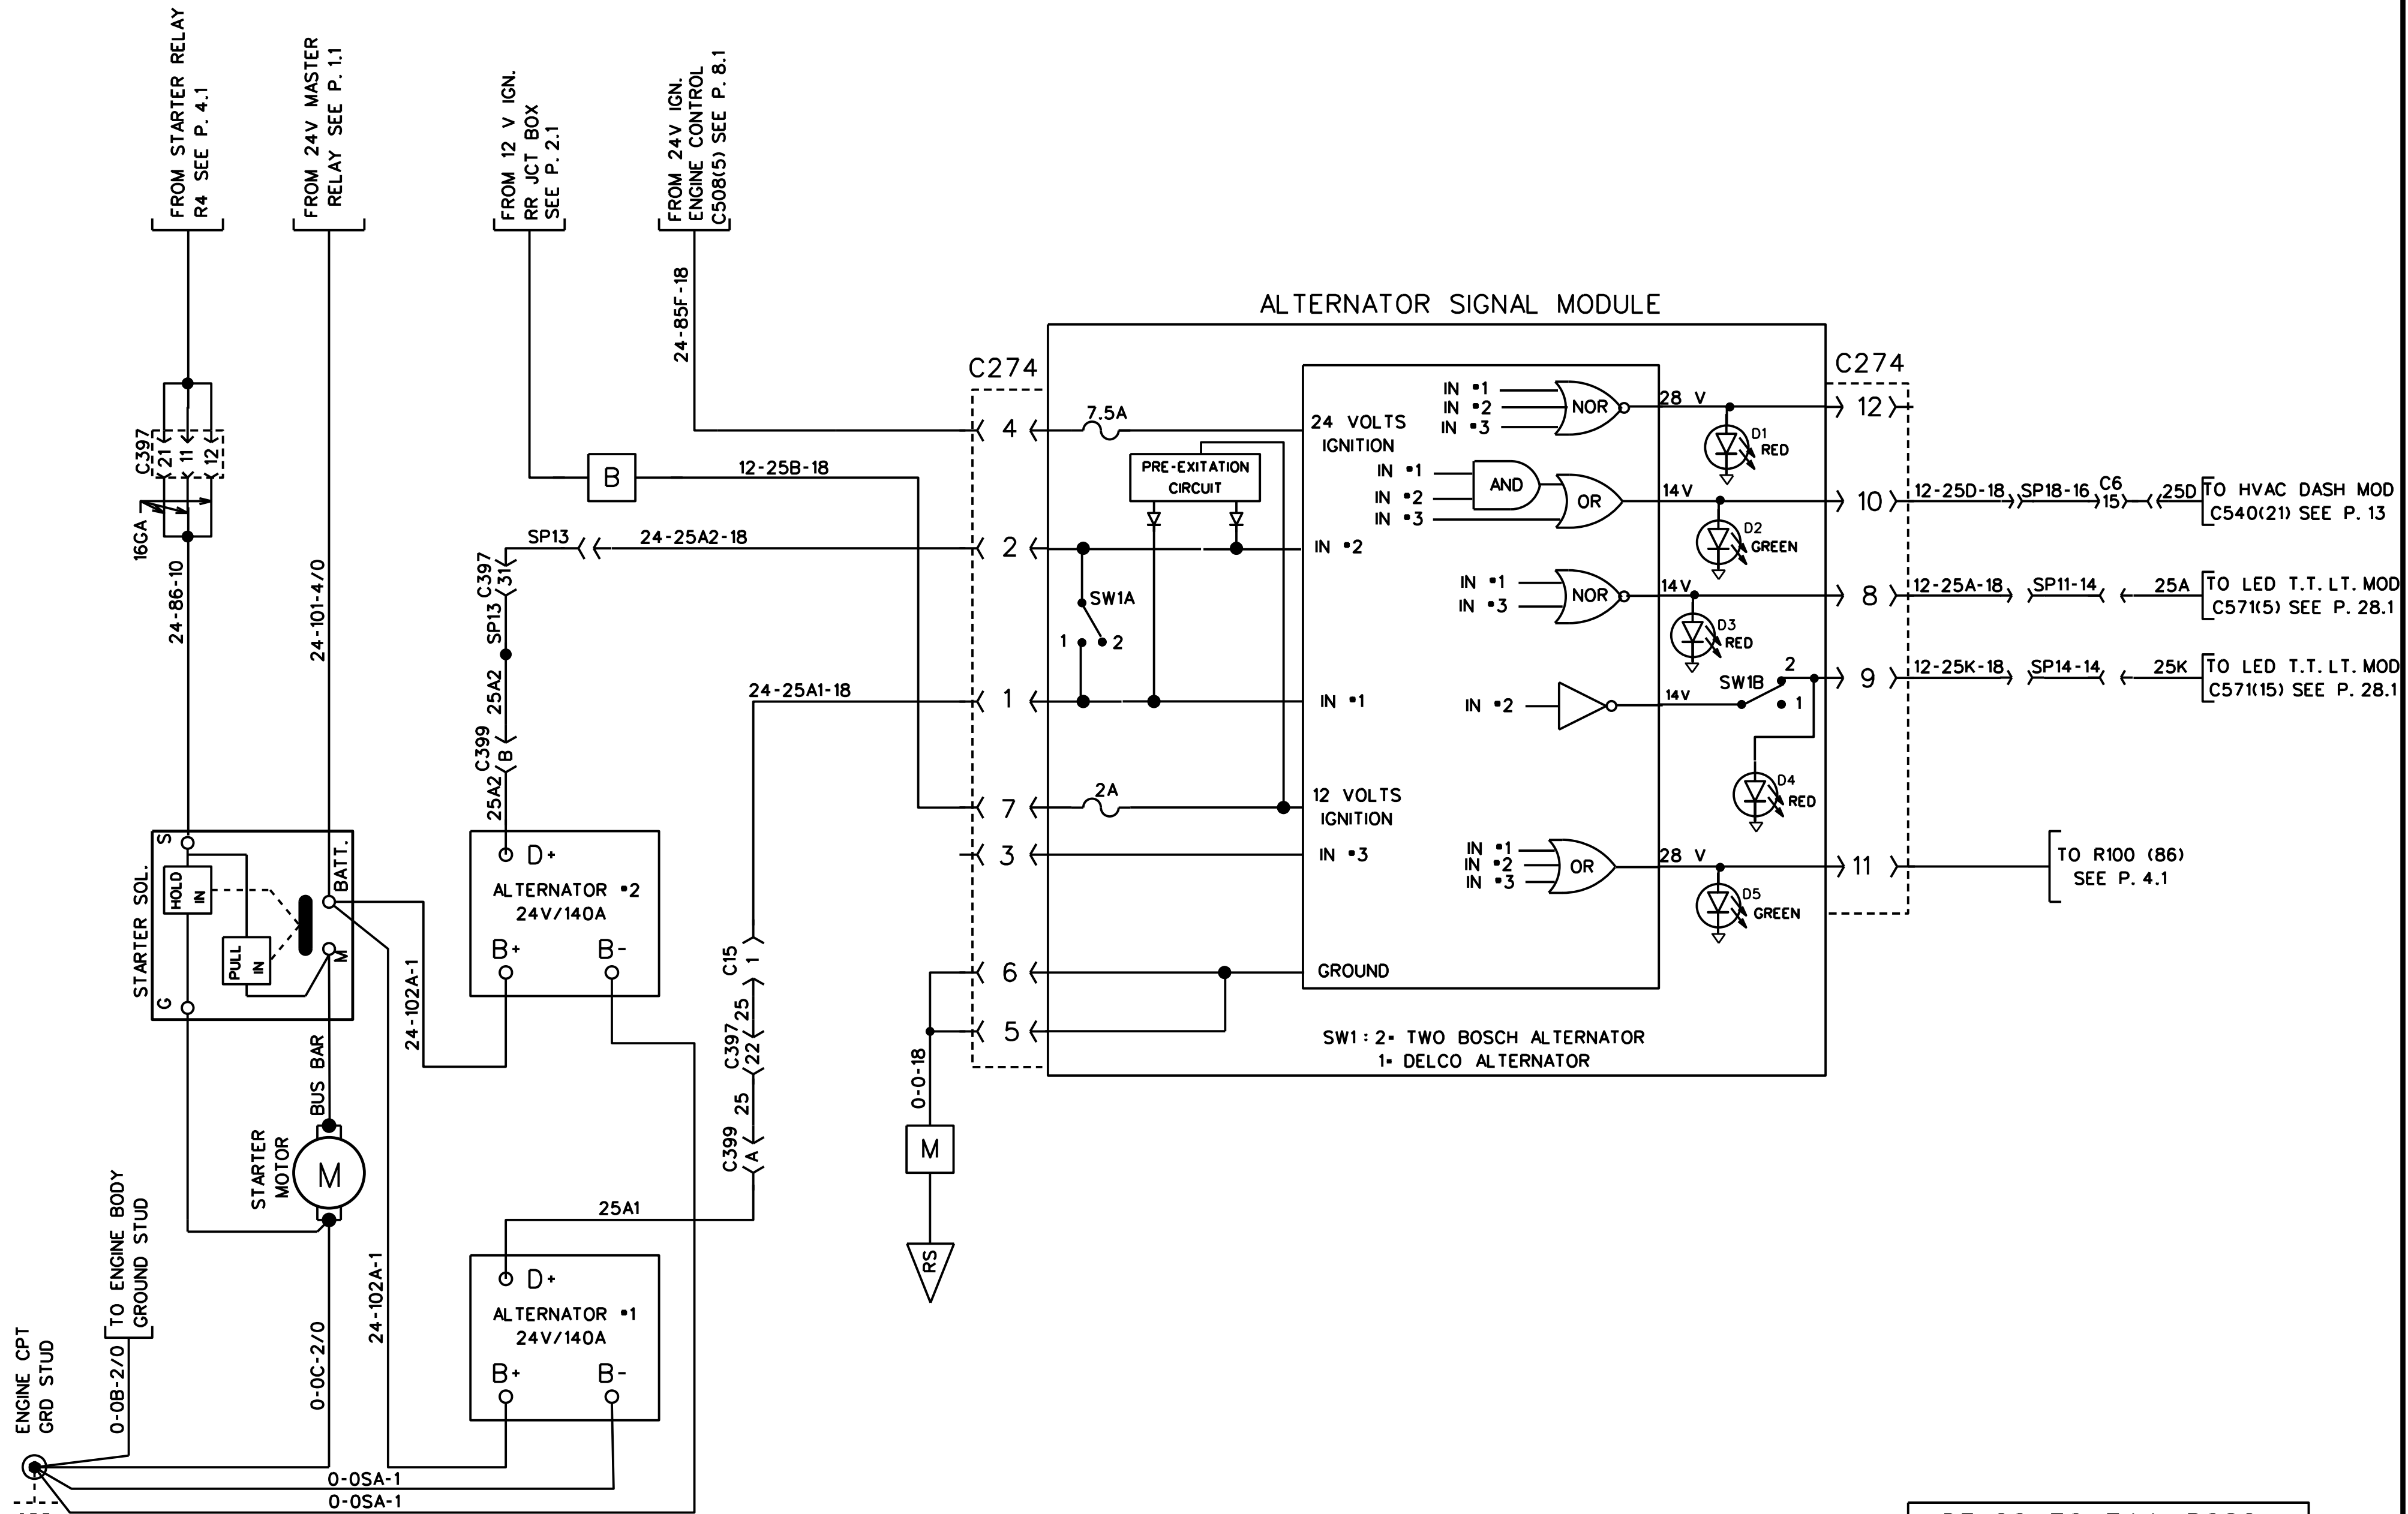 FROM STARTER RELAY
R4 SEE P. 4.1
FROM 24V MASTER
RELAY SEE P. 1.1
FROM 12 V IGN.
RR JCT BOX
SEE P. 2.1
FROM 24V IGN.
ENGINE CONTROL
C508(5) SEE P. 8.1
24-85F-18
C397
21
11
12
16GA
24-86-10
24-101-4/0
B
12-25B-18
SP13
24-25A2-18
C397
31
SP13
25A2
C399
B
25A2
24-25A1-18
D+
ALTERNATOR #2
24V/140A
B+
B-
STARTER SOL.
S
HOLD
IN
PULL
IN
BATT.
M
G
24-102A-1
BUS BAR
STARTER
MOTOR
M
C15
1
25
C397
22
25
C399
A
25A1
D+
ALTERNATOR #1
24V/140A
B+
B-
24-102A-1
0-0C-2/0
TO ENGINE BODY
GROUND STUD
0-0B-2/0
ENGINE CPT
GRD STUD
0-0SA-1
0-0SA-1
ALTERNATOR SIGNAL MODULE
C274
4
2
1
7
3
6
5
0-0-18
M
RS
7.5A
PRE-EXITATION
CIRCUIT
SW1A
1
2
2A
24 VOLTS
IGNITION
IN #2
IN #1
12 VOLTS
IGNITION
IN #3
GROUND
IN #1
IN #2
IN #3
NOR
28 V
D1
RED
IN #1
IN #2
IN #3
AND
OR
14V
D2
GREEN
IN #1
IN #3
NOR
14V
D3
RED
IN #2
14V
SW1B
2
1
D4
RED
IN #1
IN #2
IN #3
OR
28 V
D5
GREEN
SW1 : 2= TWO BOSCH ALTERNATOR
1= DELCO ALTERNATOR
C274
12
10
8
9
11
12-25D-18
SP18-16
C6
15
25D
TO HVAC DASH MOD
C540(21) SEE P. 13
12-25A-18
SP11-14
25A
TO LED T.T. LT. MOD
C571(5) SEE P. 28.1
12-25K-18
SP14-14
25K
TO LED T.T. LT. MOD
C571(15) SEE P. 28.1
TO R100 (86)
SEE P. 4.1